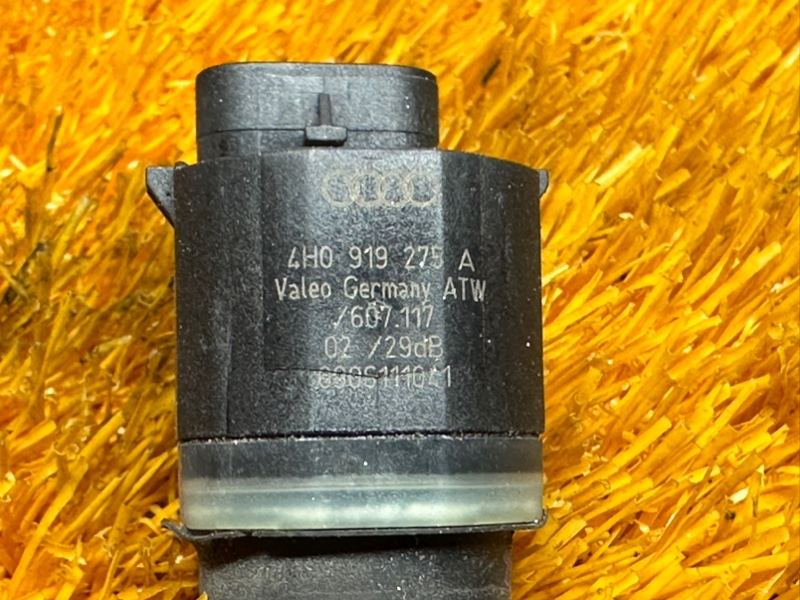 4H0 919 275 A
Valeo Germany ATW
/607.117
02 /29dB